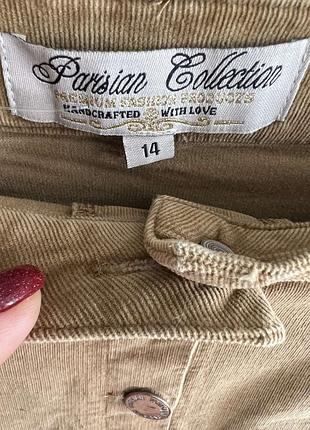 Parisian Collection
PREMIUM FASHION PRODUCTS
HANDCRAFTED WITH LOVE
14